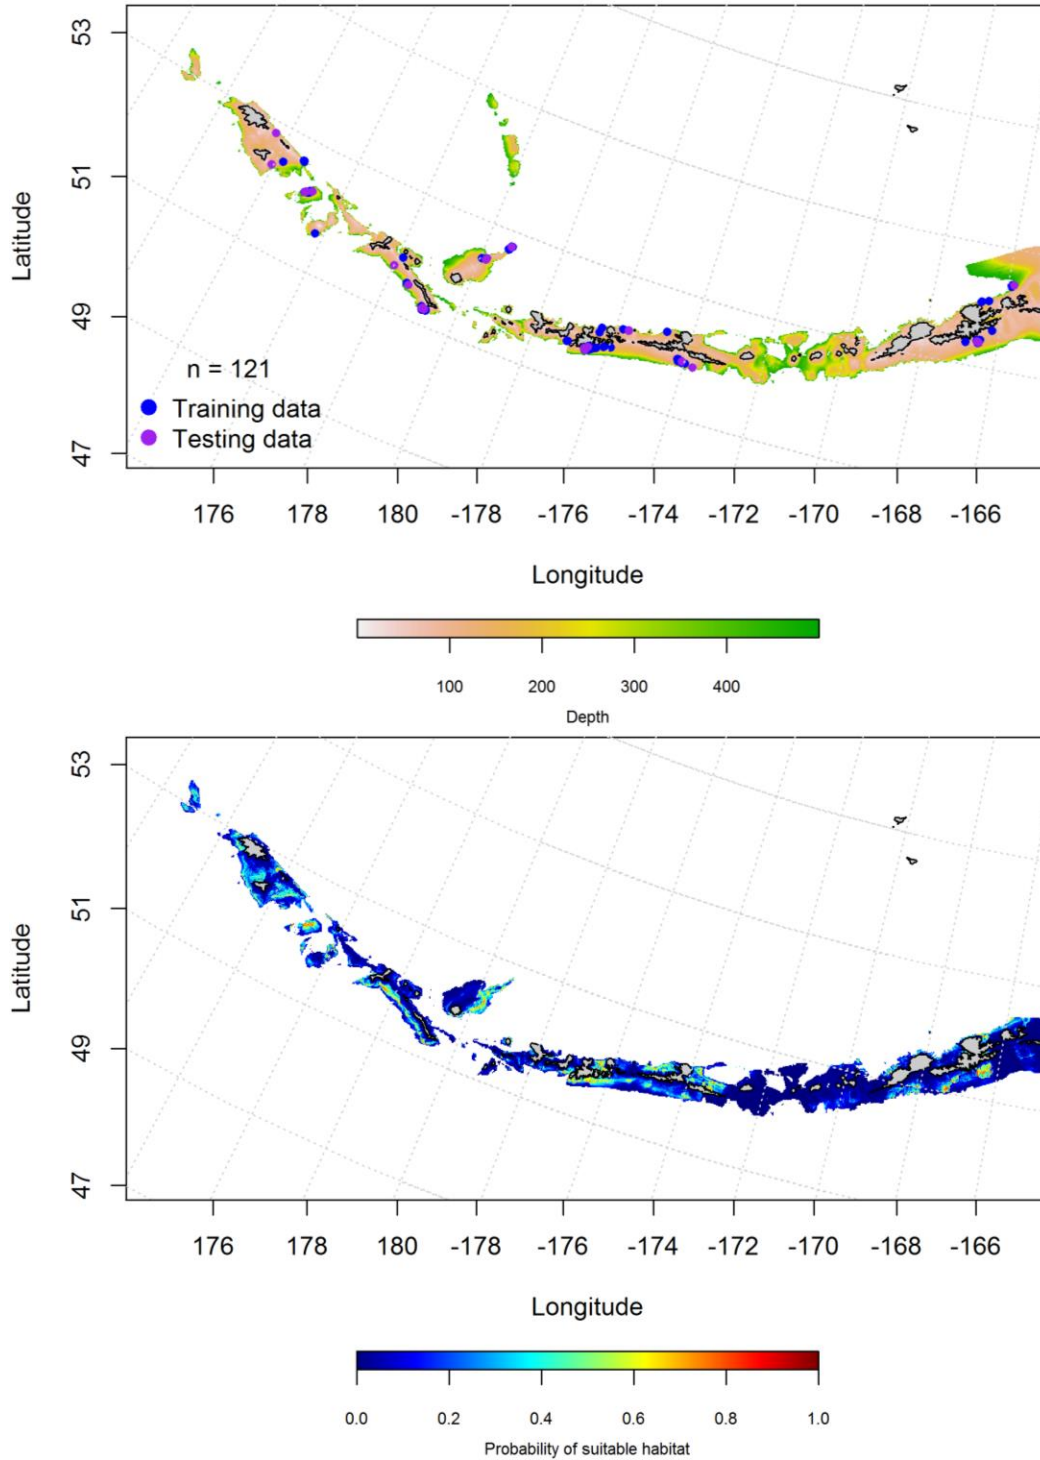 53
51
49
47
Latitude
n = 121
Training data
Testing data
176 178 180 -178 -176 -174 -172 -170 -168 -166
Longitude
100 200 300 400
Depth
53
51
49
47
Latitude
176 178 180 -178 -176 -174 -172 -170 -168 -166
Longitude
0.0 0.2 0.4 0.6 0.8 1.0
Probability of suitable habitat